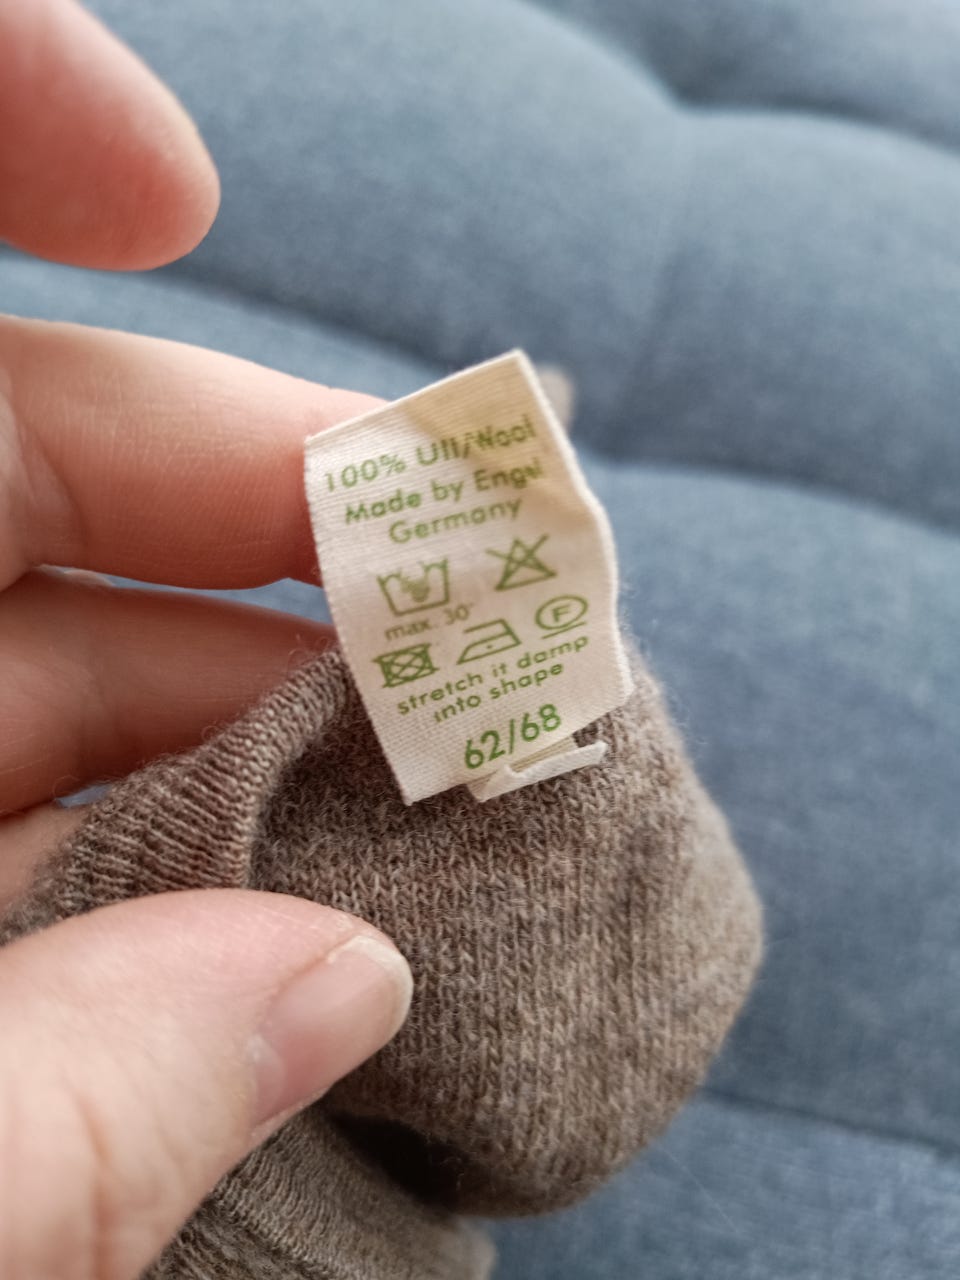 100% Ull/Wool
Made by Engel
Germany
max. 30°
F
stretch it damp
into shape
62/68